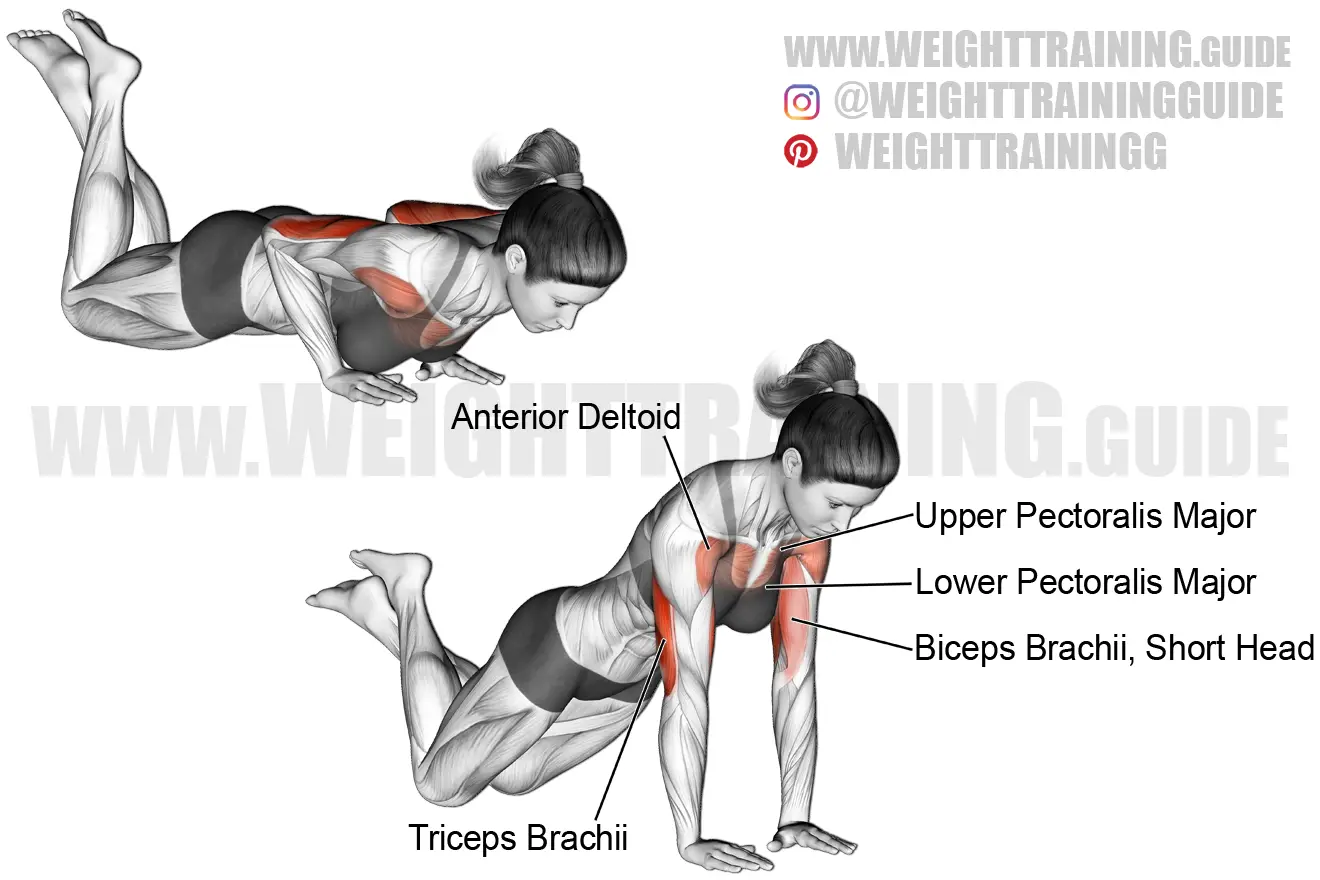 WWW.WEIGHTTRAINING.GUIDE
@WEIGHTTRAININGGUIDE
WEIGHTTRAININGG
WWW.WEIGHTTRAINING.GUIDE
Anterior Deltoid
Upper Pectoralis Major
Lower Pectoralis Major
Biceps Brachii, Short Head
Triceps Brachii